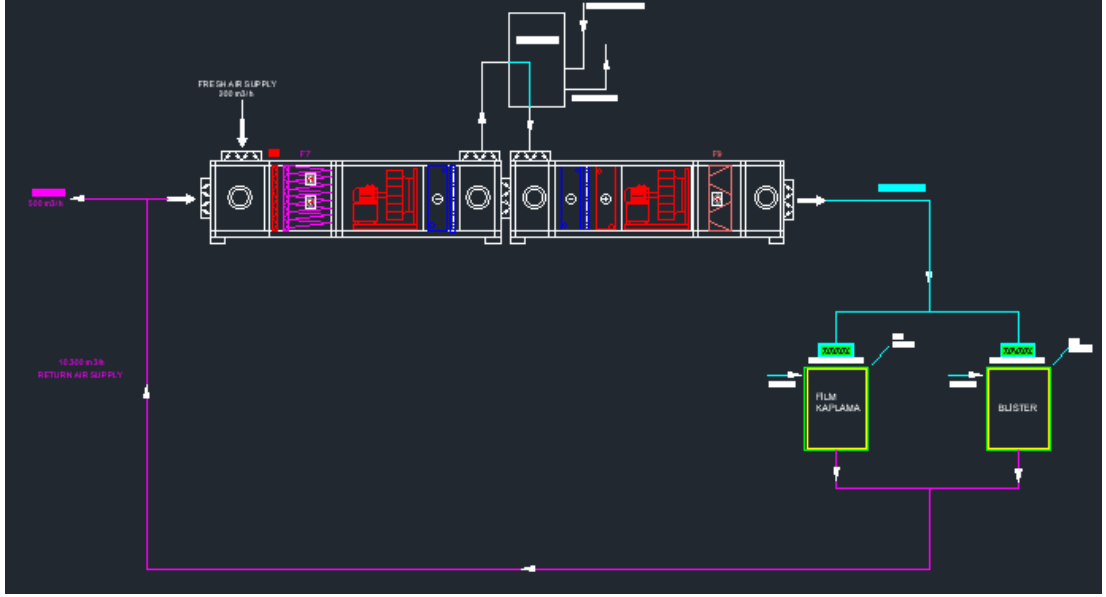 FRESH AIR SUPPLY
300 m3/h
F7
F9
500 m3/h
10.300 m3/h
RETURN AIR SUPPLY
FİLM
KAPLAMA
BLİSTER